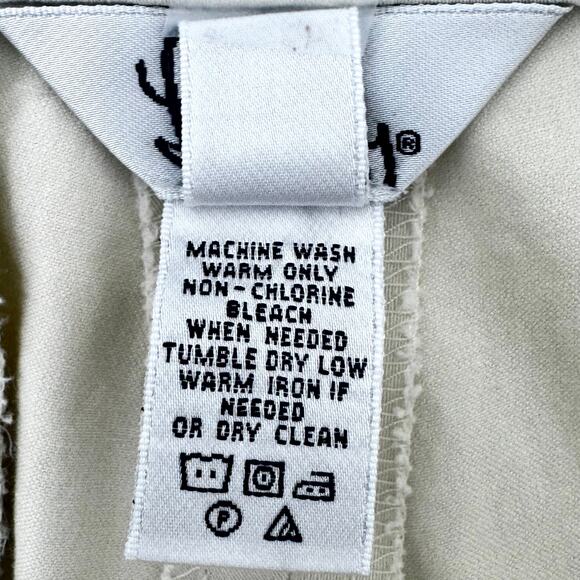 ®
MACHINE WASH
WARM ONLY
NON-CHLORINE
BLEACH
WHEN NEEDED
TUMBLE DRY LOW
WARM IRON IF
NEEDED
OR DRY CLEAN
P